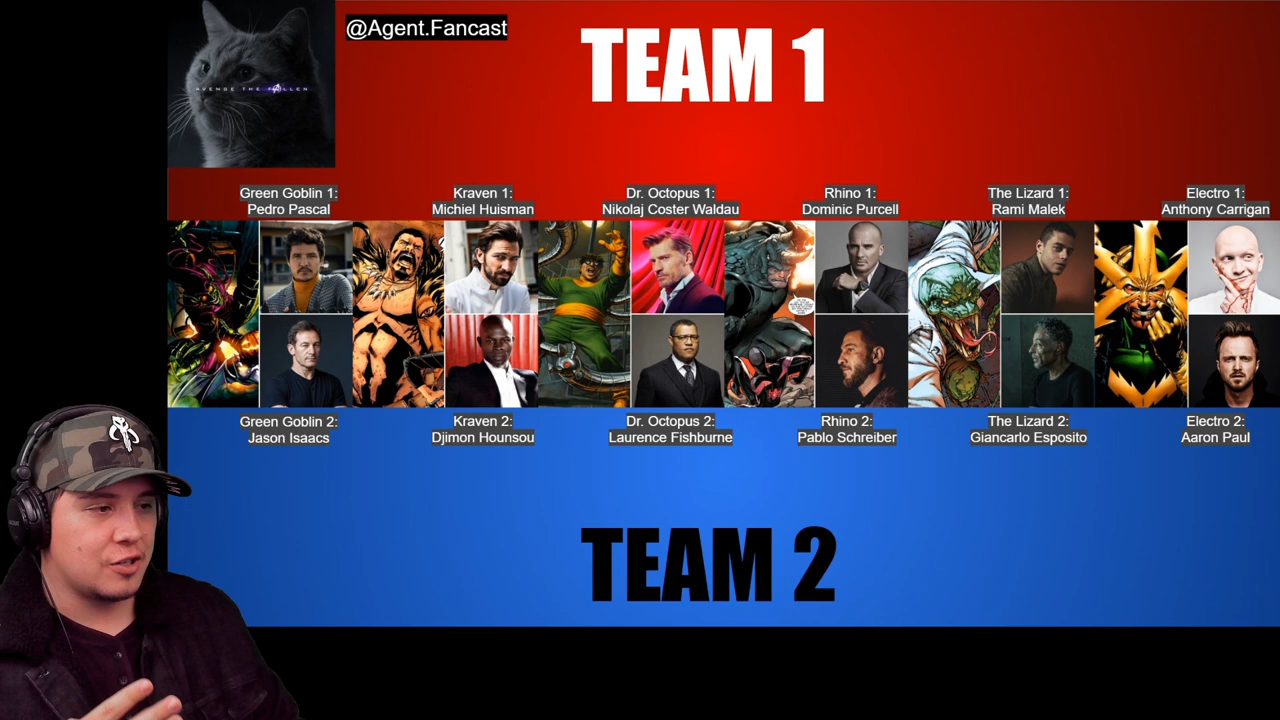 @Agent.Fancast
TEAM 1
AVENGE THE FALLEN
Green Goblin 1:
Pedro Pascal
Kraven 1:
Michiel Huisman
Dr. Octopus 1:
Nikolaj Coster Waldau
Rhino 1:
Dominic Purcell
The Lizard 1:
Rami Malek
Electro 1:
Anthony Carrigan
Green Goblin 2:
Jason Isaacs
Kraven 2:
Djimon Hounsou
Dr. Octopus 2:
Laurence Fishburne
Rhino 2:
Pablo Schreiber
The Lizard 2:
Giancarlo Esposito
Electro 2:
Aaron Paul
TEAM 2